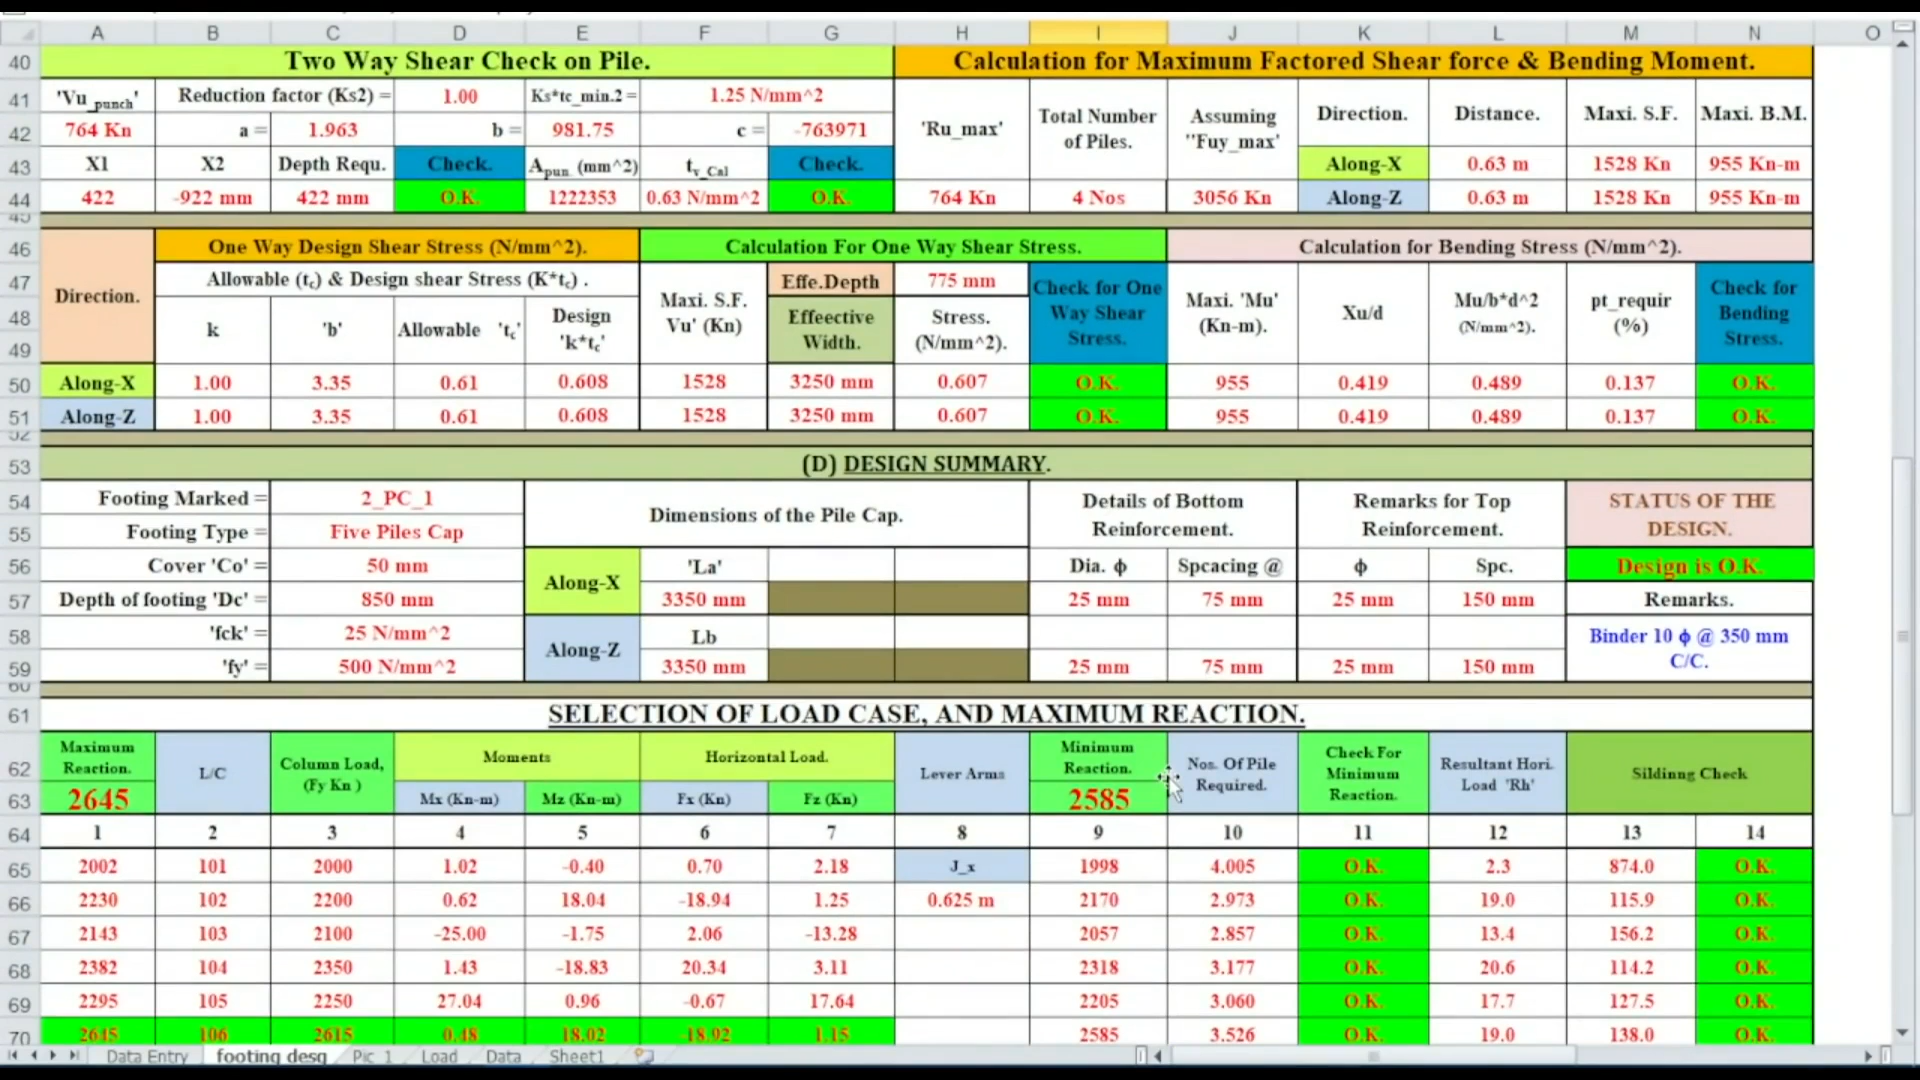 A B C D E F G H I J K L M N O
40 Two Way Shear Check on Pile. Calculation for Maximum Factored Shear force & Bending Moment.
41 'Vu_punch' Reduction factor (Ks2) = 1.00 Ks*tc_min.2 = 1.25 N/mm^2 'Ru_max' Total Number of Piles. Assuming ''Fuy_max' Direction. Distance. Maxi. S.F. Maxi. B.M.
42 764 Kn a = 1.963 b = 981.75 c = -763971
43 X1 X2 Depth Requ. Check. Apun. (mm^2) tv_Cal Check. Along-X 0.63 m 1528 Kn 955 Kn-m
44 422 -922 mm 422 mm O.K. 1222353 0.63 N/mm^2 O.K. 764 Kn 4 Nos 3056 Kn Along-Z 0.63 m 1528 Kn 955 Kn-m
45
46 Direction. One Way Design Shear Stress (N/mm^2). Calculation For One Way Shear Stress. Calculation for Bending Stress (N/mm^2).
47 Allowable (tc) & Design shear Stress (K*tc) . Maxi. S.F. Vu' (Kn) Effe.Depth 775 mm Check for One Way Shear Stress. Maxi. 'Mu' (Kn-m). Xu/d Mu/b*d^2 (N/mm^2). pt_requir (%) Check for Bending Stress.
48 k 'b' Allowable 'tc' Design 'k*tc' Effeective Width. Stress. (N/mm^2).
49
50 Along-X 1.00 3.35 0.61 0.608 1528 3250 mm 0.607 O.K. 955 0.419 0.489 0.137 O.K.
51 Along-Z 1.00 3.35 0.61 0.608 1528 3250 mm 0.607 O.K. 955 0.419 0.489 0.137 O.K.
52
53 (D) DESIGN SUMMARY.
54 Footing Marked = 2_PC_1 Dimensions of the Pile Cap. Details of Bottom Reinforcement. Remarks for Top Reinforcement. STATUS OF THE DESIGN.
55 Footing Type = Five Piles Cap
56 Cover 'Co' = 50 mm Along-X 'La' Dia. ϕ Spcacing @ ϕ Spc. Design is O.K.
57 Depth of footing 'Dc' = 850 mm 3350 mm 25 mm 75 mm 25 mm 150 mm Remarks.
58 'fck' = 25 N/mm^2 Along-Z Lb Binder 10 ϕ @ 350 mm C/C.
59 'fy' = 500 N/mm^2 3350 mm 25 mm 75 mm 25 mm 150 mm
60
61 SELECTION OF LOAD CASE, AND MAXIMUM REACTION.
62 Maximum Reaction. L/C Column Load, (Fy Kn ) Moments Horizontal Load. Lever Arms Minimum Reaction. Nos. Of Pile Required. Check For Minimum Reaction. Resultant Hori. Load 'Rh' Sildinng Check
63 2645 Mx (Kn-m) Mz (Kn-m) Fx (Kn) Fz (Kn) 2585
64 1 2 3 4 5 6 7 8 9 10 11 12 13 14
65 2002 101 2000 1.02 -0.40 0.70 2.18 J_x 1998 4.005 O.K. 2.3 874.0 O.K.
66 2230 102 2200 0.62 18.04 -18.94 1.25 0.625 m 2170 2.973 O.K. 19.0 115.9 O.K.
67 2143 103 2100 -25.00 -1.75 2.06 -13.28 2057 2.857 O.K. 13.4 156.2 O.K.
68 2382 104 2350 1.43 -18.83 20.34 3.11 2318 3.177 O.K. 20.6 114.2 O.K.
69 2295 105 2250 27.04 0.96 -0.67 17.64 2205 3.060 O.K. 17.7 127.5 O.K.
70 2645 106 2615 0.48 18.02 -18.92 1.15 2585 3.526 O.K. 19.0 138.0 O.K.
Data Entry footing desg Pic_1 Load Data Sheet1